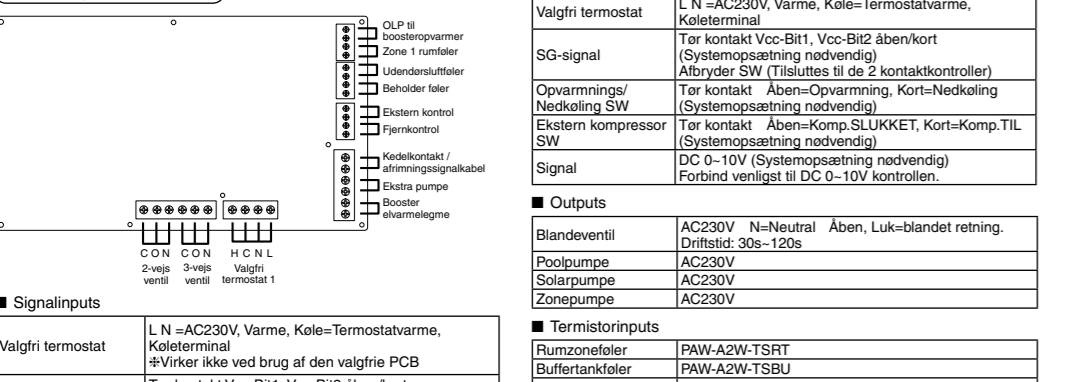 OLP til
boosteropvarmer
Zone 1 rumføler
Udendørsluftføler
Beholder føler
Ekstern kontrol
Fjernkontrol
Kedelkontakt /
afrimningssignalkabel
Ekstra pumpe
Booster
elvarmelegme
C O N C O N H C N L
2-vejs 3-vejs Valgfri
ventil ventil termostat 1
■ Signalinputs
Valgfri termostat
L N =AC230V, Varme, Køle=Termostatvarme,
Køleterminal
❉Virker ikke ved brug af den valgfrie PCB
Valgfri termostat
L N =AC230V, Varme, Køle=Termostatvarme,
Køleterminal
SG-signal
Tør kontakt Vcc-Bit1, Vcc-Bit2 åben/kort
(Systemopsætning nødvendig)
Afbryder SW (Tilsluttes til de 2 kontaktkontroller)
Opvarmnings/
Nedkøling SW
Tør kontakt Åben=Opvarmning, Kort=Nedkøling
(Systemopsætning nødvendig)
Ekstern kompressor
SW
Tør kontakt Åben=Komp.SLUKKET, Kort=Komp.TIL
(Systemopsætning nødvendig)
Signal
DC 0~10V (Systemopsætning nødvendig)
Forbind venligst til DC 0~10V kontrollen.
■ Outputs
Blandeventil
AC230V N=Neutral Åben, Luk=blandet retning.
Driftstid: 30s~120s
Poolpumpe AC230V
Solarpumpe AC230V
Zonepumpe AC230V
■ Termistorinputs
Rumzoneføler PAW-A2W-TSRT
Buffertankføler PAW-A2W-TSBU